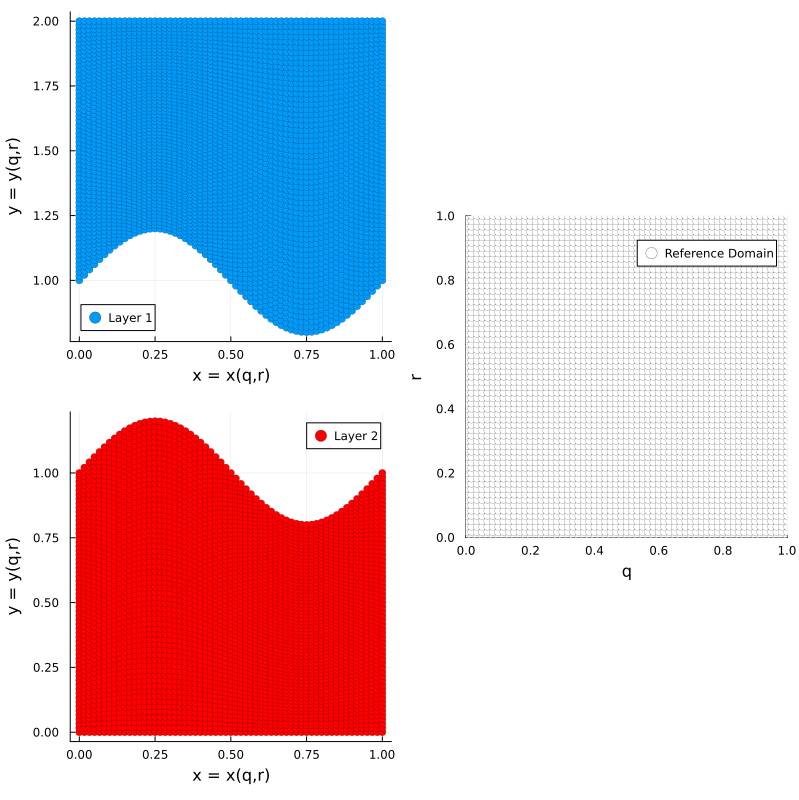 2.00
1.75
1.50
1.25
1.00
y = y(q,r)
Layer 1
0.00 0.25 0.50 0.75 1.00
x = x(q,r)
Layer 2
1.00
0.75
0.50
0.25
0.00
y = y(q,r)
0.00 0.25 0.50 0.75 1.00
x = x(q,r)
1.0
0.8
0.6
0.4
0.2
0.0
r
Reference Domain
0.0 0.2 0.4 0.6 0.8 1.0
q